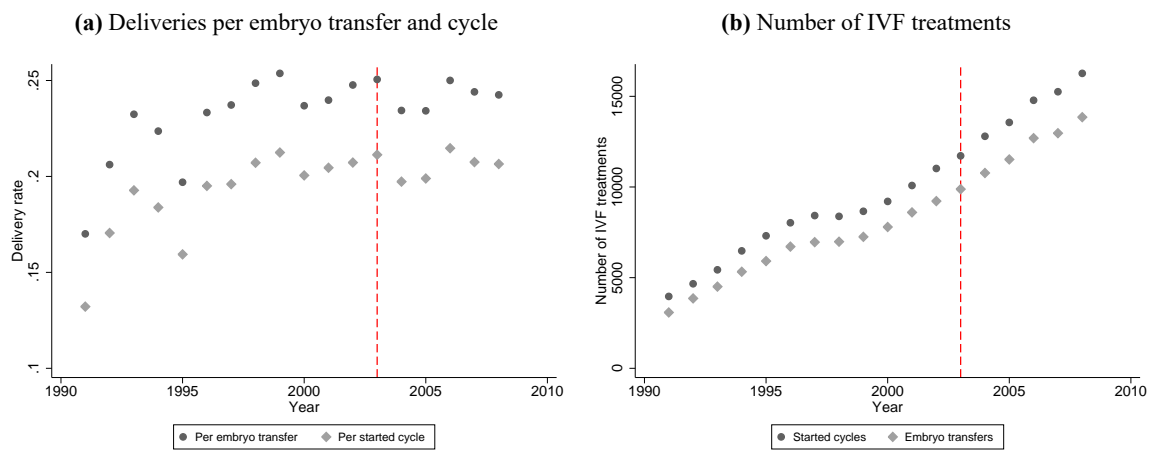 (a) Deliveries per embryo transfer and cycle
Delivery rate
.25
.2
.15
.1
1990 1995 2000 2005 2010
Year
Per embryo transfer Per started cycle
(b) Number of IVF treatments
Number of IVF treatments
15000
10000
5000
0
1990 1995 2000 2005 2010
Year
Started cycles Embryo transfers